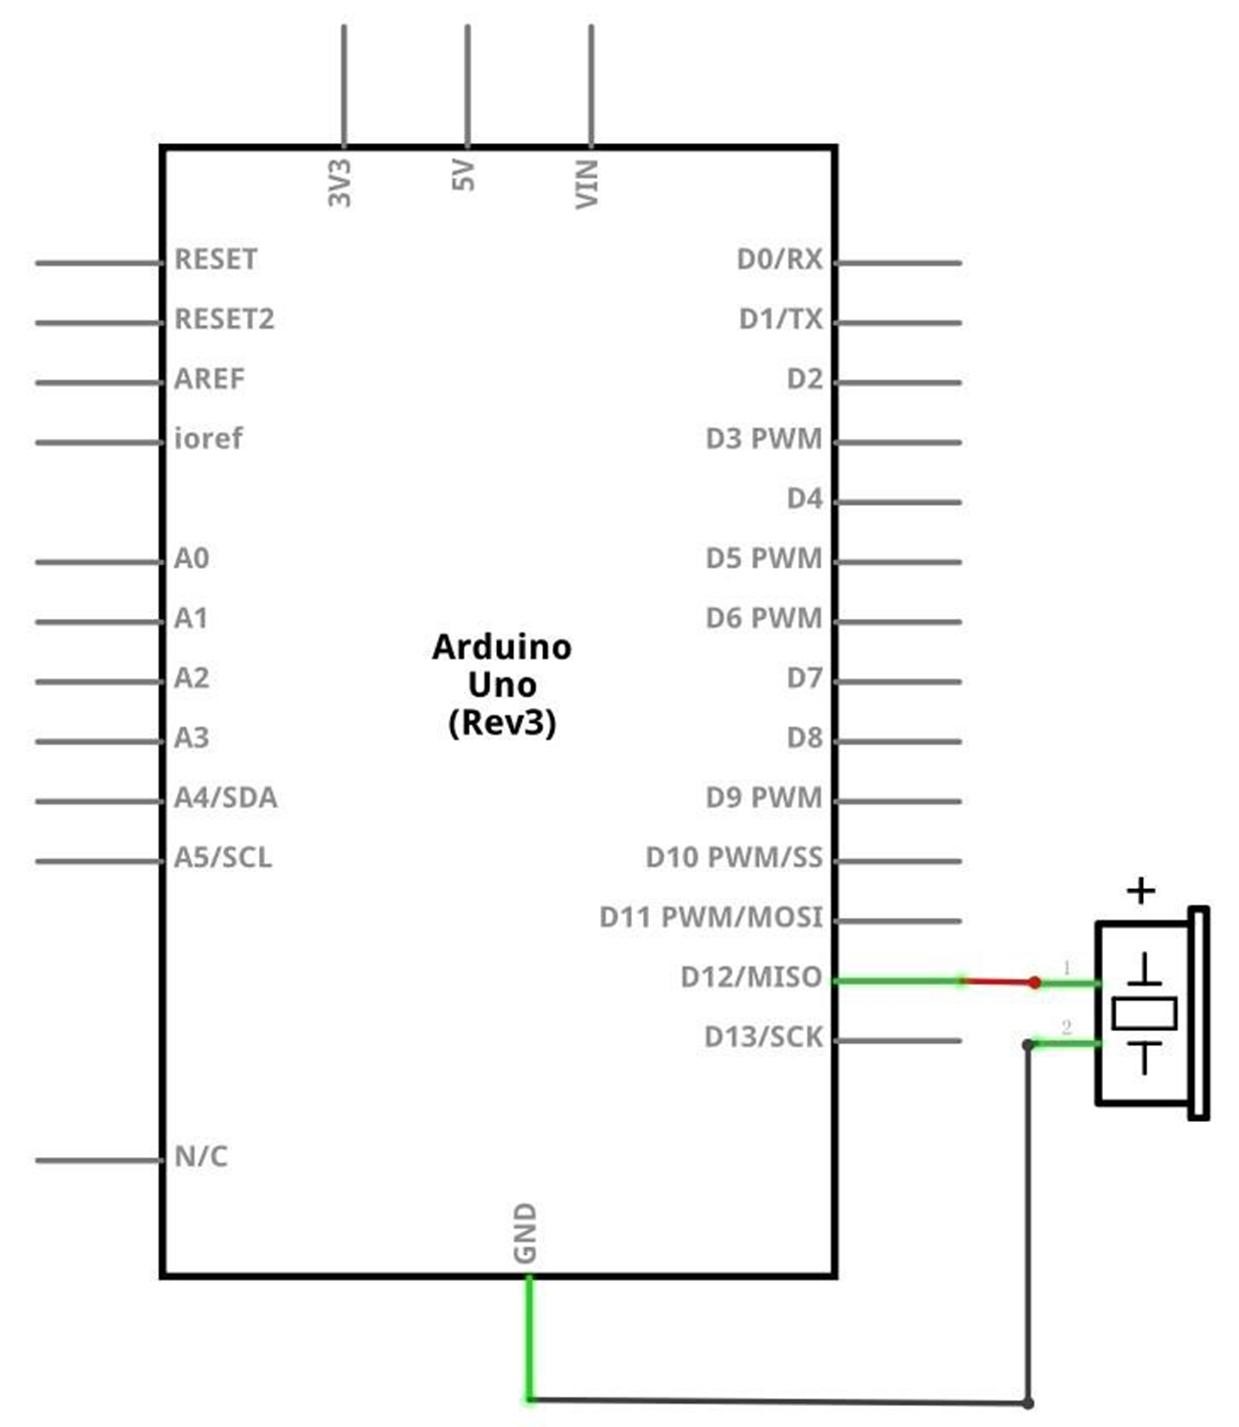 3V3
5V
VIN
RESET
D0/RX
RESET2
D1/TX
AREF
D2
ioref
D3 PWM
D4
A0
D5 PWM
A1
D6 PWM
Arduino
Uno
(Rev3)
A2
D7
A3
D8
A4/SDA
D9 PWM
A5/SCL
D10 PWM/SS
+
D11 PWM/MOSI
D12/MISO
1
D13/SCK
2
N/C
GND